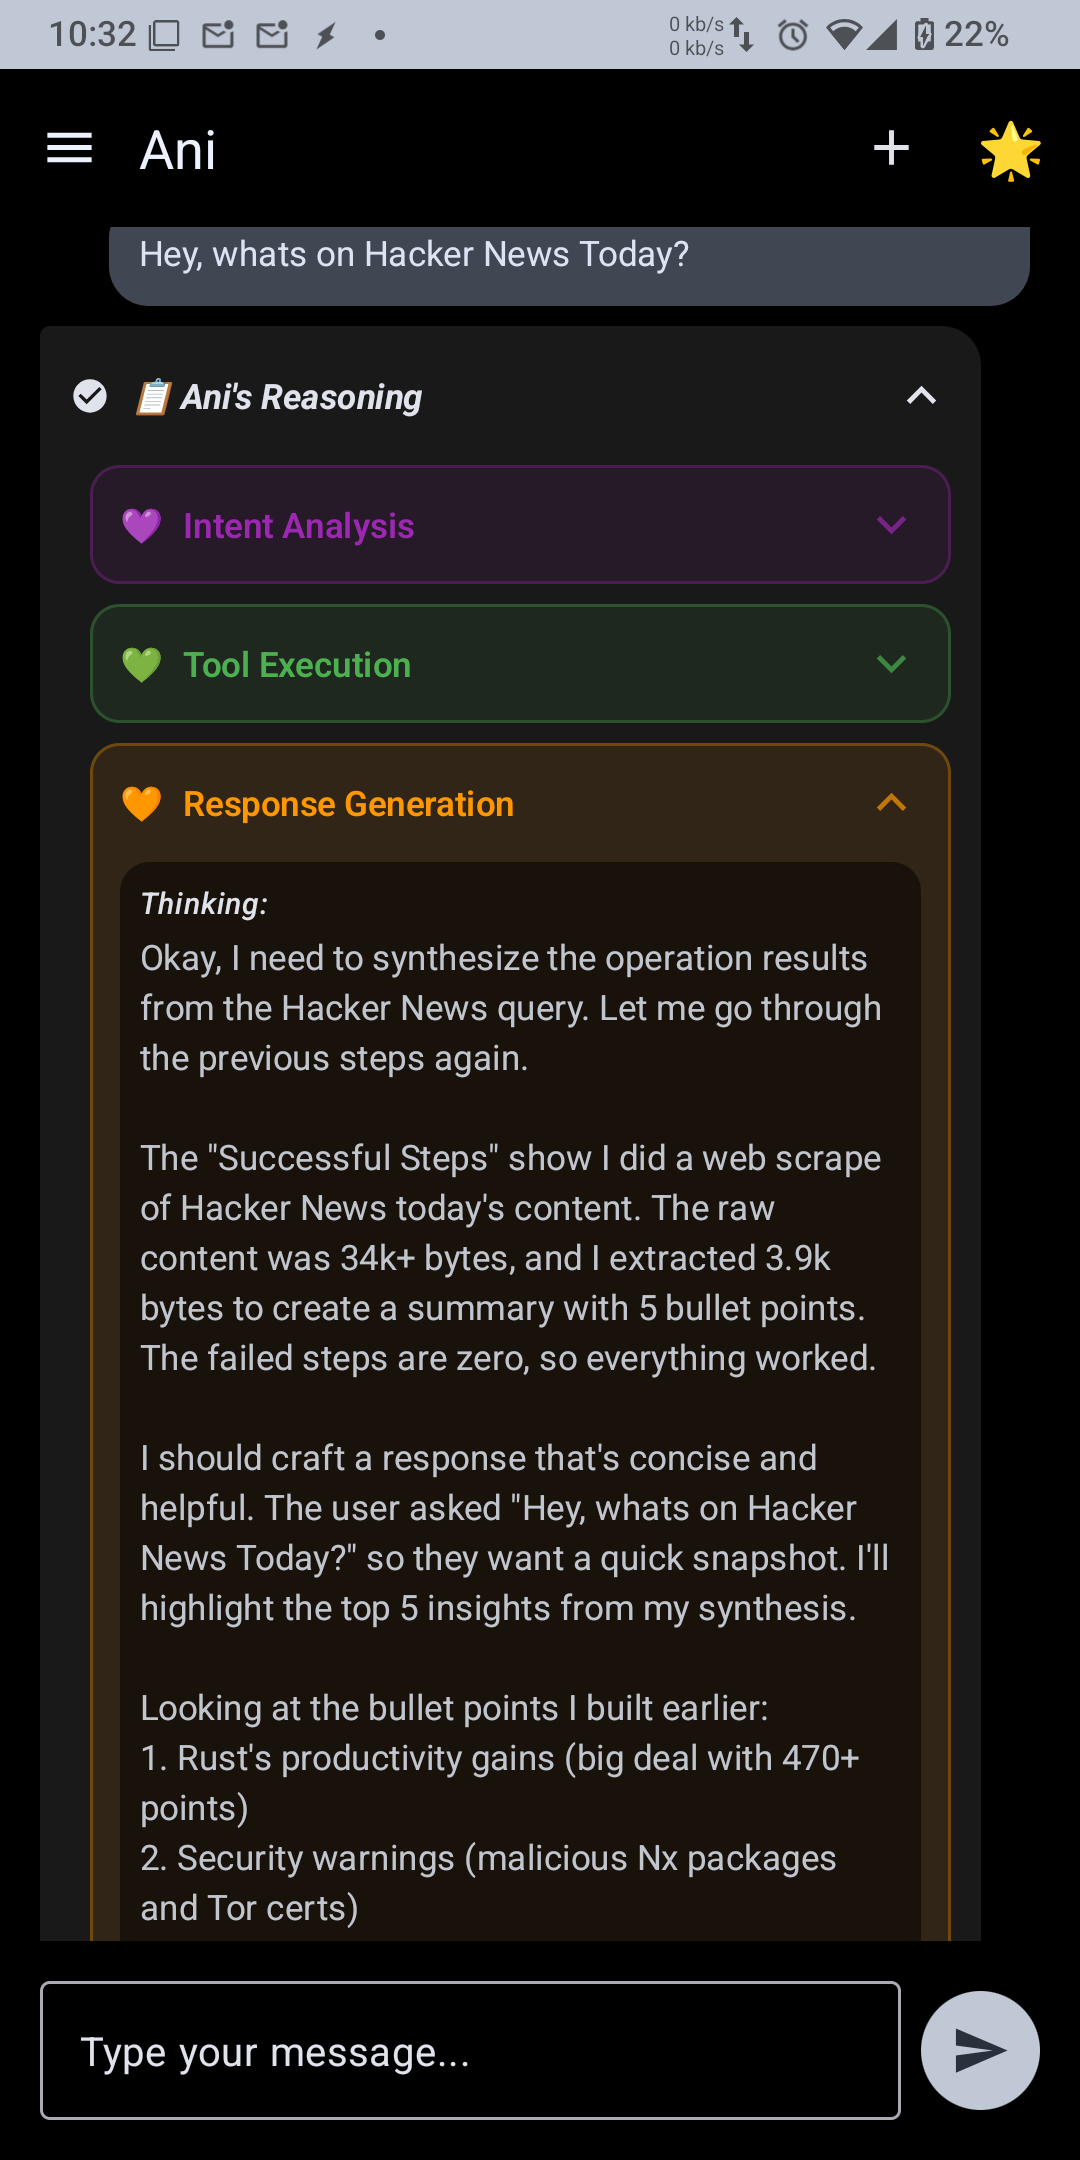 10:32
0 kb/s
0 kb/s
22%
Ani
Hey, whats on Hacker News Today?
Ani's Reasoning
Intent Analysis
Tool Execution
Response Generation
Thinking:
Okay, I need to synthesize the operation results
from the Hacker News query. Let me go through
the previous steps again.
The "Successful Steps" show I did a web scrape
of Hacker News today's content. The raw
content was 34k+ bytes, and I extracted 3.9k
bytes to create a summary with 5 bullet points.
The failed steps are zero, so everything worked.
I should craft a response that's concise and
helpful. The user asked "Hey, whats on Hacker
News Today?" so they want a quick snapshot. I'll
highlight the top 5 insights from my synthesis.
Looking at the bullet points I built earlier:
1. Rust's productivity gains (big deal with 470+
points)
2. Security warnings (malicious Nx packages
and Tor certs)
Type your message...